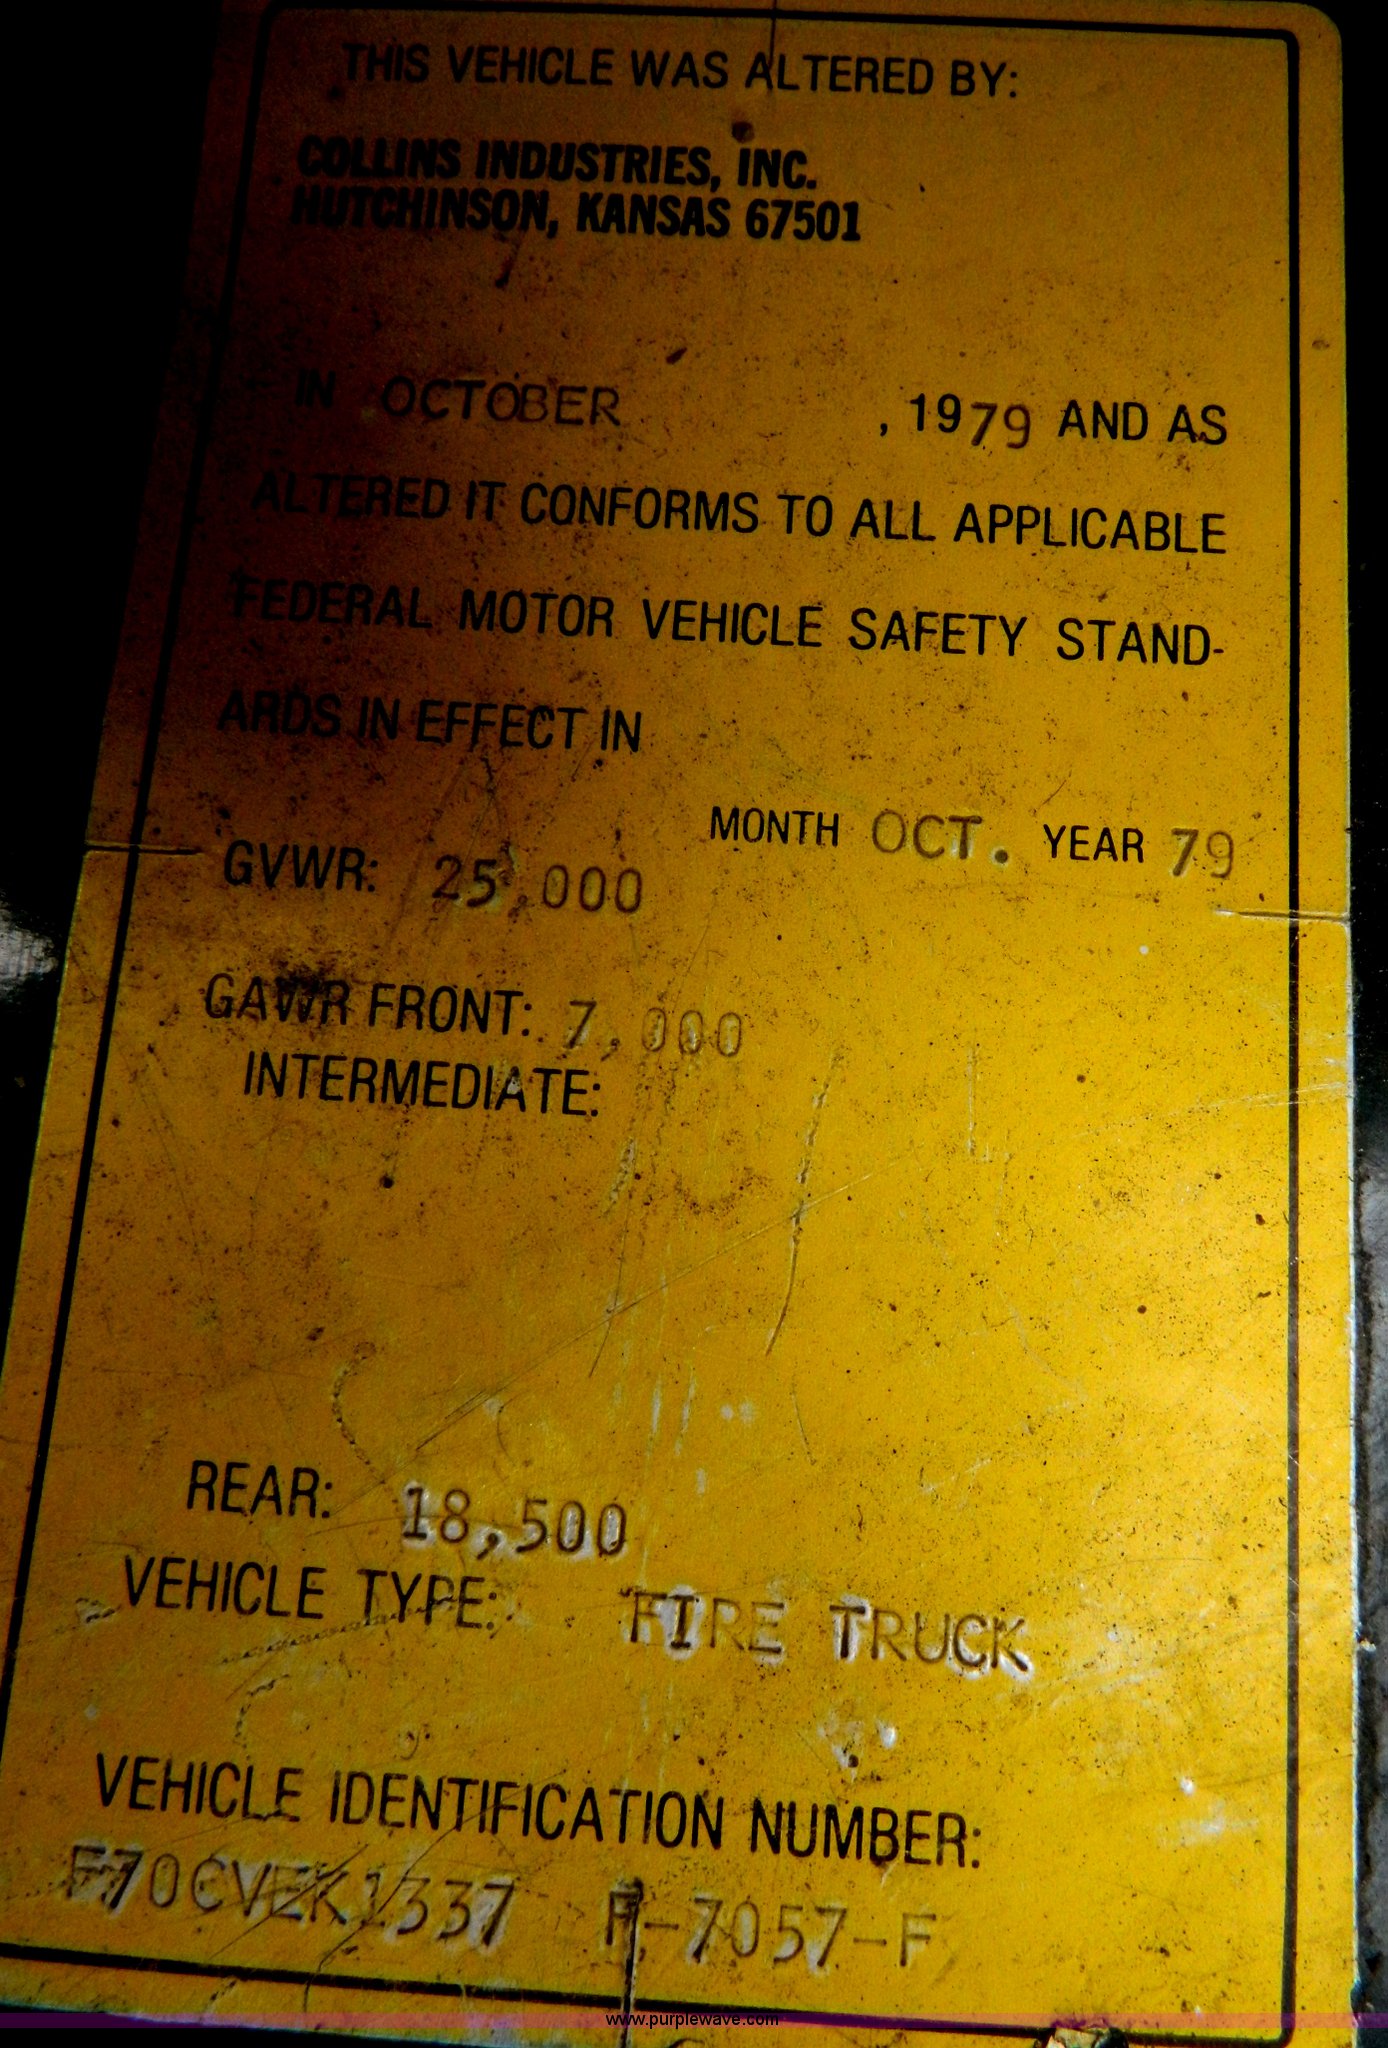 THIS VEHICLE WAS ALTERED BY:
COLLINS INDUSTRIES, INC.
HUTCHINSON, KANSAS 67501
IN OCTOBER , 1979 AND AS
ALTERED IT CONFORMS TO ALL APPLICABLE
FEDERAL MOTOR VEHICLE SAFETY STAND-
ARDS IN EFFECT IN
MONTH OCT. YEAR 79
GVWR: 25,000
GAWR FRONT: 7,000
INTERMEDIATE:
REAR: 18,500
VEHICLE TYPE: FIRE TRUCK
VEHICLE IDENTIFICATION NUMBER:
F70CVEK1337 F-7057-F
www.purplewave.com